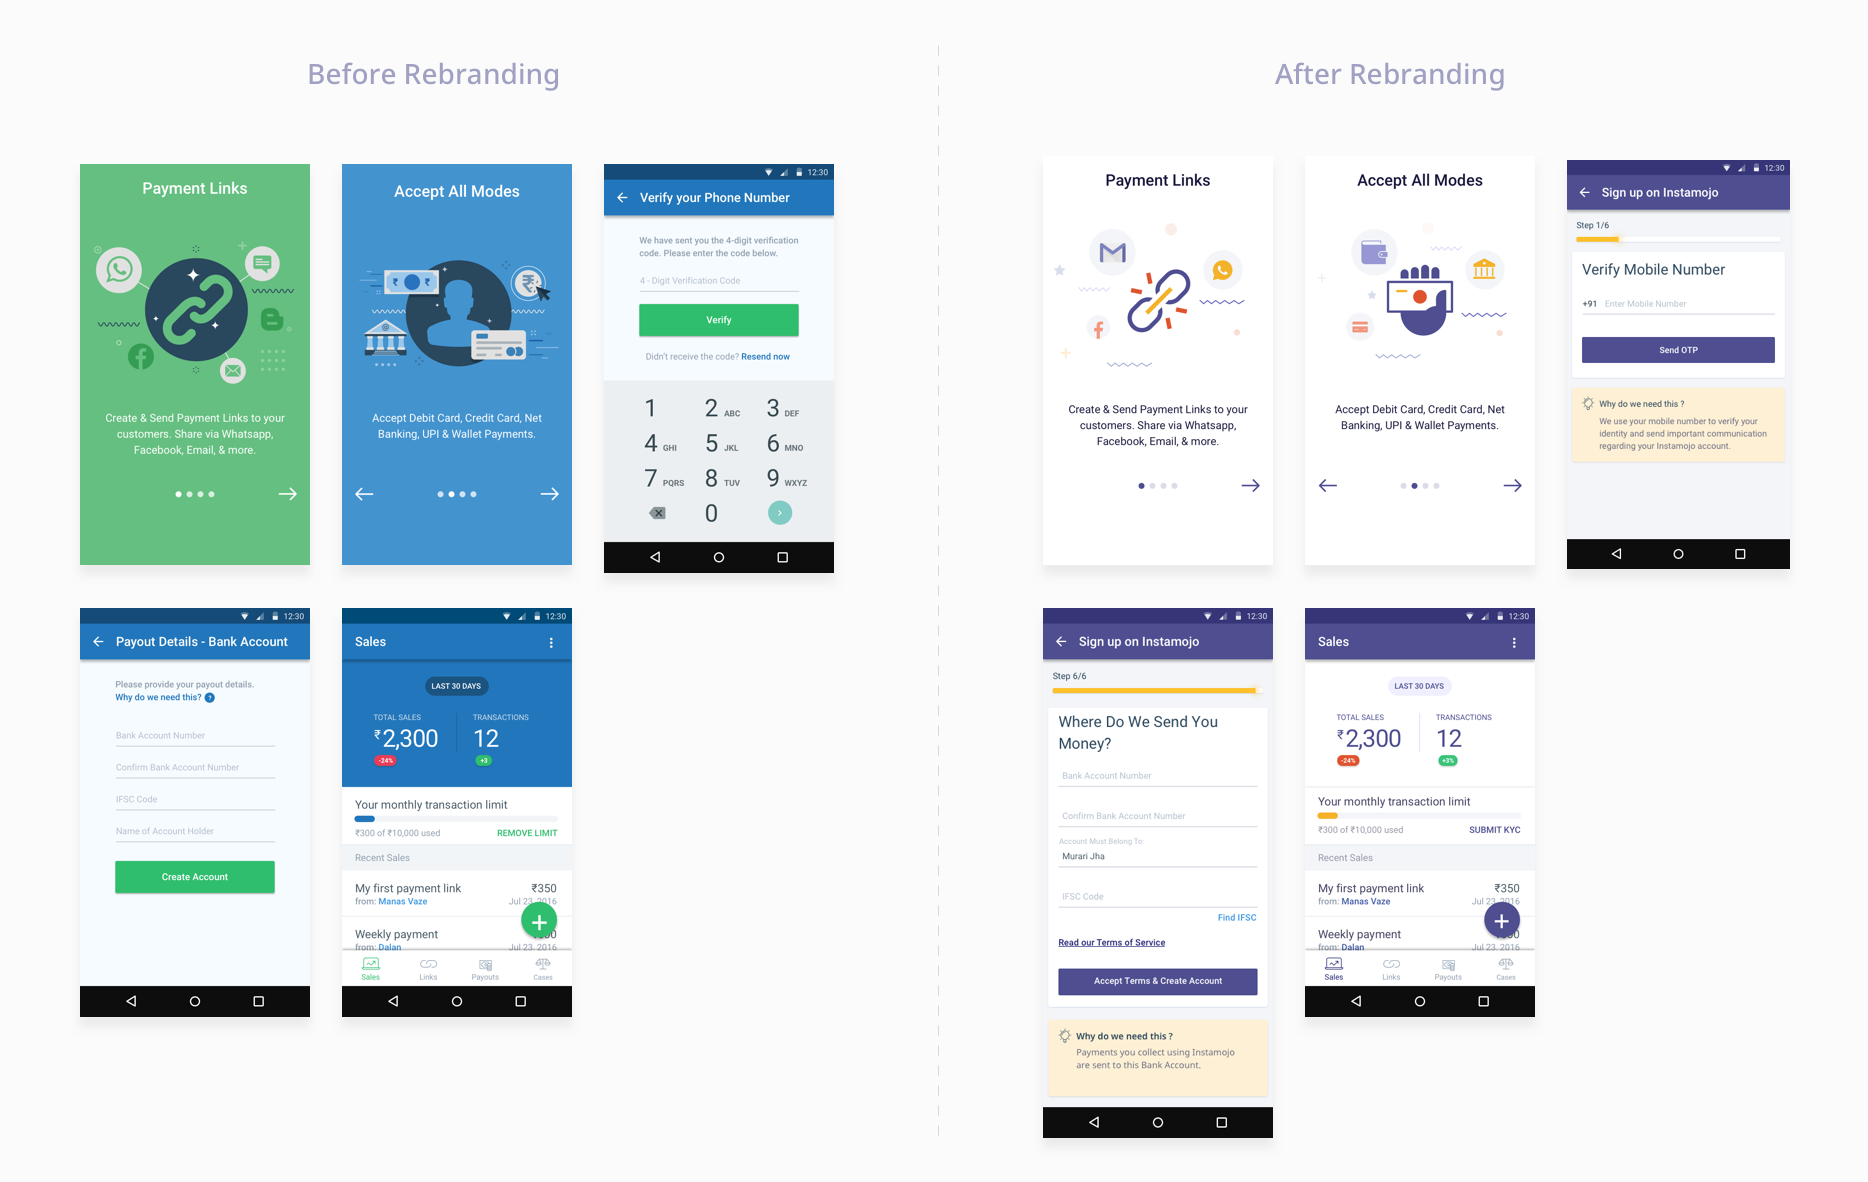 Before Rebranding
After Rebranding
Payment Links
Create & Send Payment Links to your
customers. Share via Whatsapp,
Facebook, Email, & more.
Accept All Modes
₹ ₹
₹
@
Accept Debit Card, Credit Card, Net
Banking, UPI & Wallet Payments.
12:30
Verify your Phone Number
We have sent you the 4-digit verification
code. Please enter the code below.
4 - Digit Verification Code
Verify
Didn't receive the code? Resend now
1 2 ABC 3 DEF
4 GHI 5 JKL 6 MNO
7 PQRS 8 TUV 9 WXYZ
0
Payment Links
Create & Send Payment Links to your
customers. Share via Whatsapp,
Facebook, Email, & more.
Accept All Modes
Accept Debit Card, Credit Card, Net
Banking, UPI & Wallet Payments.
12:30
Sign up on Instamojo
Step 1/6
Verify Mobile Number
+91 Enter Mobile Number
Send OTP
Why do we need this ?
We use your mobile number to verify your
identity and send important communication
regarding your Instamojo account.
12:30
Payout Details - Bank Account
Please provide your payout details.
Why do we need this? ?
Bank Account Number
Confirm Bank Account Number
IFSC Code
Name of Account Holder
Create Account
12:30
Sales
LAST 30 DAYS
TOTAL SALES TRANSACTIONS
₹2,300 12
-24% +3
Your monthly transaction limit
₹300 of ₹10,000 used REMOVE LIMIT
Recent Sales
My first payment link ₹350
from: Manas Vaze Jul 23, 2016
Weekly payment
from: Dalan Jul 23, 2016
Sales Links Payouts Cases
12:30
Sign up on Instamojo
Step 6/6
Where Do We Send You
Money?
Bank Account Number
Confirm Bank Account Number
Account Must Belong To:
Murari Jha
IFSC Code
Find IFSC
Read our Terms of Service
Accept Terms & Create Account
Why do we need this ?
Payments you collect using Instamojo
are sent to this Bank Account.
12:30
Sales
LAST 30 DAYS
TOTAL SALES TRANSACTIONS
₹2,300 12
-24% +3%
Your monthly transaction limit
₹300 of ₹10,000 used SUBMIT KYC
Recent Sales
My first payment link ₹350
from: Manas Vaze Jul 23, 2016
Weekly payment
from: Dalan Jul 23, 2016
Sales Links Payouts Cases